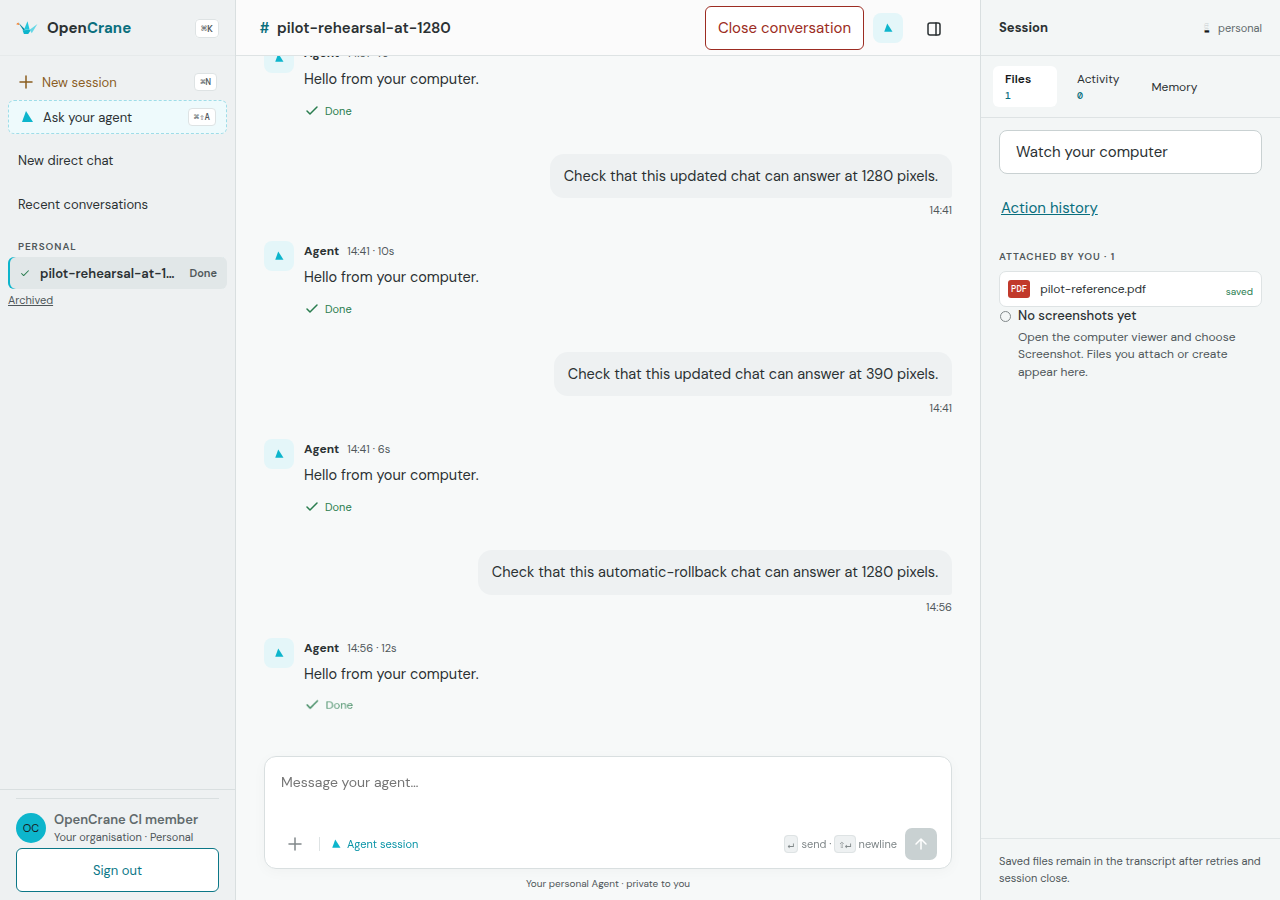 OpenCrane
⌘K
New session
⌘N
Ask your agent
⌘⇧A
New direct chat
Recent conversations
PERSONAL
pilot-rehearsal-at-1…
Done
Archived
OC
OpenCrane CI member
Your organisation · Personal
Sign out
# pilot-rehearsal-at-1280
Close conversation
Hello from your computer.
Done
Check that this updated chat can answer at 1280 pixels.
14:41
Agent 14:41 · 10s
Hello from your computer.
Done
Check that this updated chat can answer at 390 pixels.
14:41
Agent 14:41 · 6s
Hello from your computer.
Done
Check that this automatic-rollback chat can answer at 1280 pixels.
14:56
Agent 14:56 · 12s
Hello from your computer.
Done
Message your agent…
Agent session
↵ send · ⇧↵ newline
Your personal Agent · private to you
Session
personal
Files
1
Activity
0
Memory
Watch your computer
Action history
ATTACHED BY YOU · 1
PDF pilot-reference.pdf saved
No screenshots yet
Open the computer viewer and choose
Screenshot. Files you attach or create
appear here.
Saved files remain in the transcript after retries and
session close.